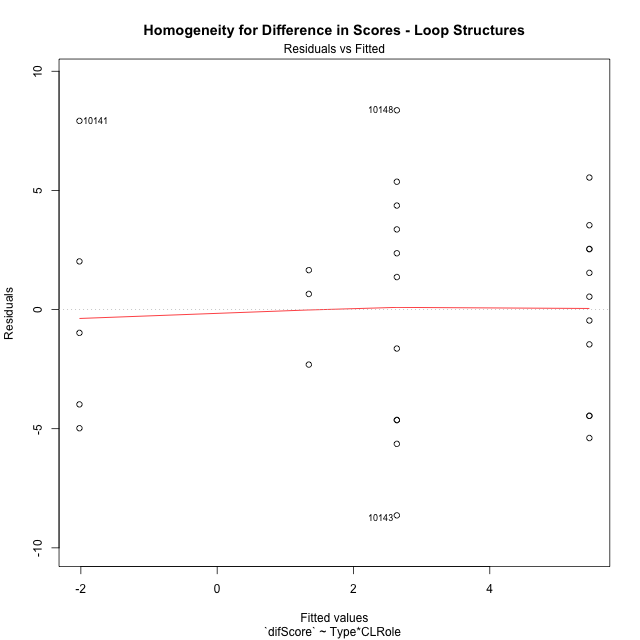 Homogeneity for Difference in Scores - Loop Structures
Residuals vs Fitted
10
5
0
-5
-10
Residuals
10141
10148
10143
-2
0
2
4
Fitted values
`difScore` ~ Type*CLRole